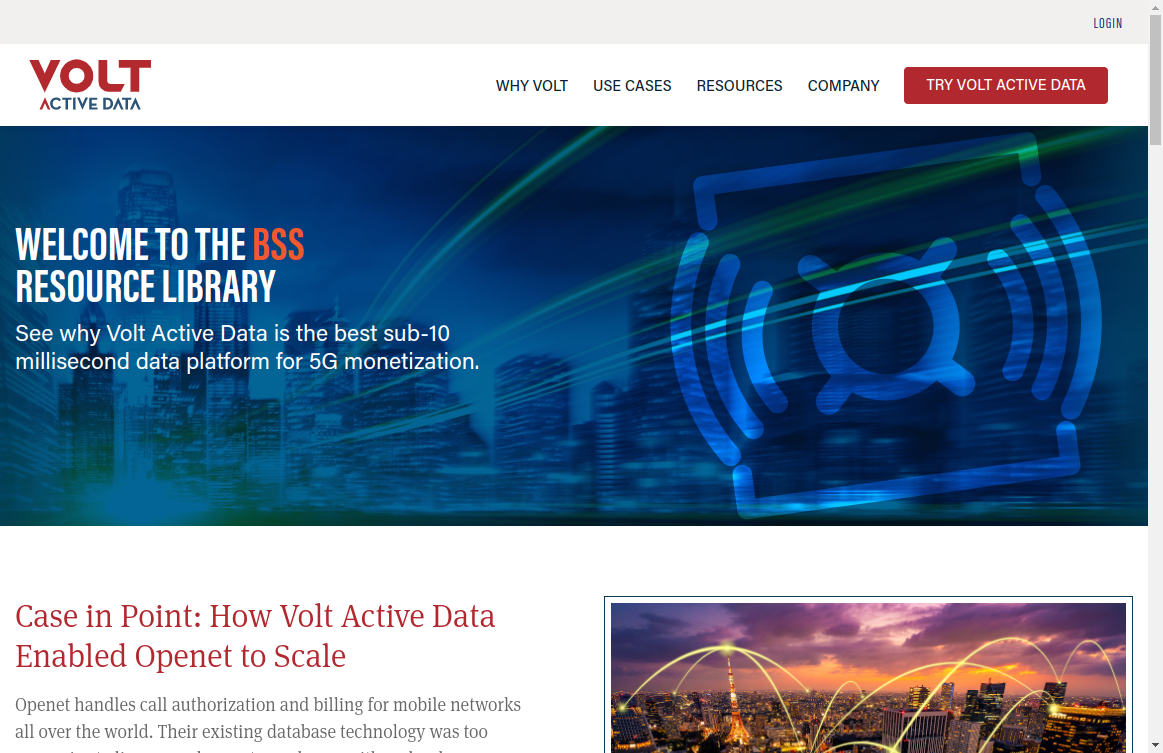 LOGIN
VOLT
ACTIVE DATA
WHY VOLT
USE CASES
RESOURCES
COMPANY
TRY VOLT ACTIVE DATA
WELCOME TO THE BSS
RESOURCE LIBRARY
See why Volt Active Data is the best sub-10
millisecond data platform for 5G monetization.
Case in Point: How Volt Active Data
Enabled Openet to Scale
Openet handles call authorization and billing for mobile networks
all over the world. Their existing database technology was too